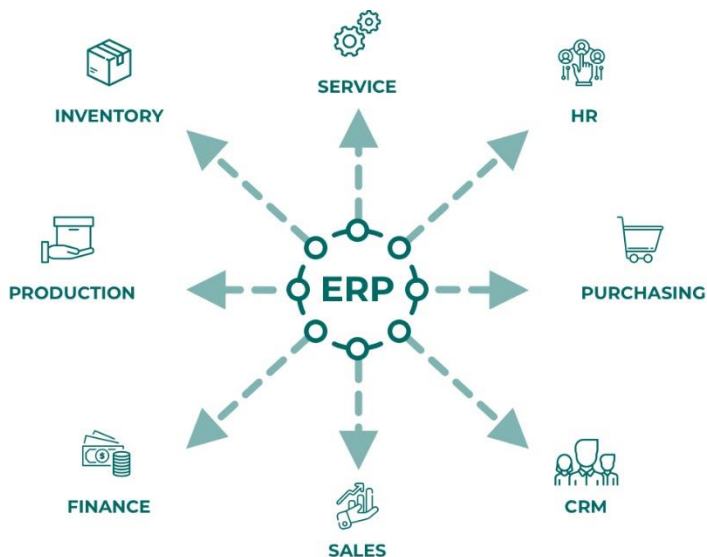 SERVICE
INVENTORY
HR
PRODUCTION
ERP
PURCHASING
FINANCE
CRM
SALES